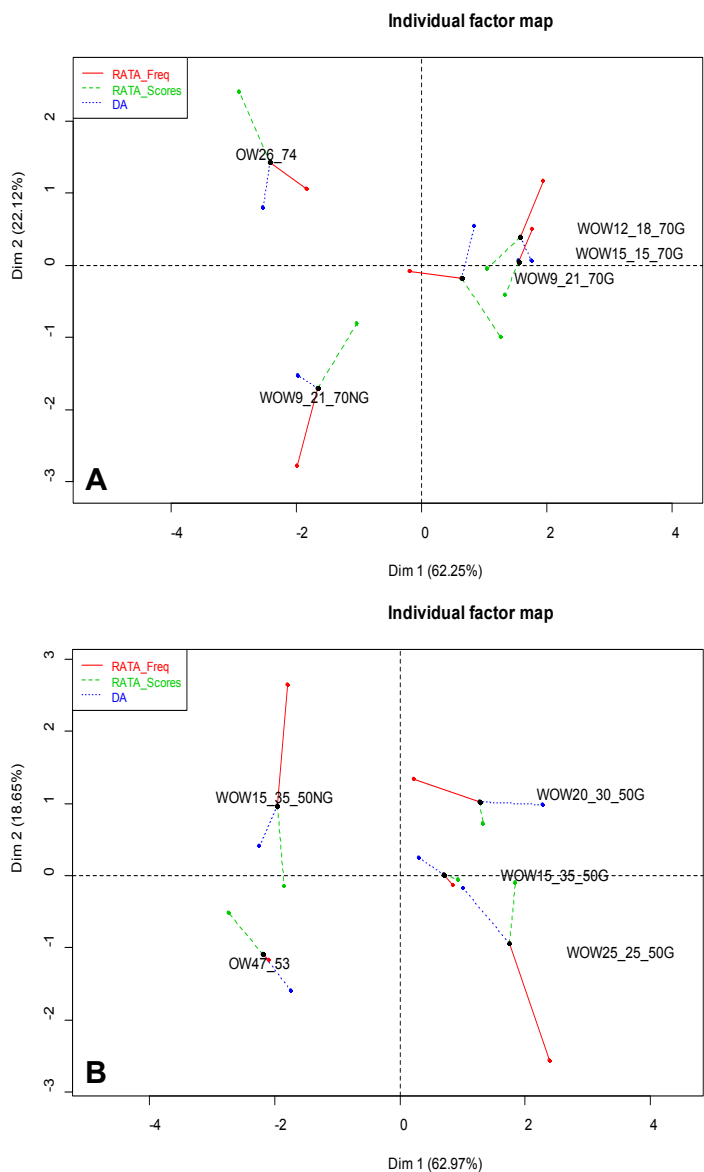 Individual factor map
RATA_Freq
RATA_Scores
DA
OW26_74
WOW12_18_70G
WOW15_15_70G
WOW9_21_70G
WOW9_21_70NG
A
2
1
0
-1
-2
-3
Dim 2 (22.12%)
-4
-2
0
2
4
Dim 1 (62.25%)
Individual factor map
RATA_Freq
RATA_Scores
DA
WOW15_35_50NG
WOW20_30_50G
WOW15_35_50G
WOW25_25_50G
OW47_53
B
3
2
1
0
-1
-2
-3
Dim 2 (18.65%)
-4
-2
0
2
4
Dim 1 (62.97%)